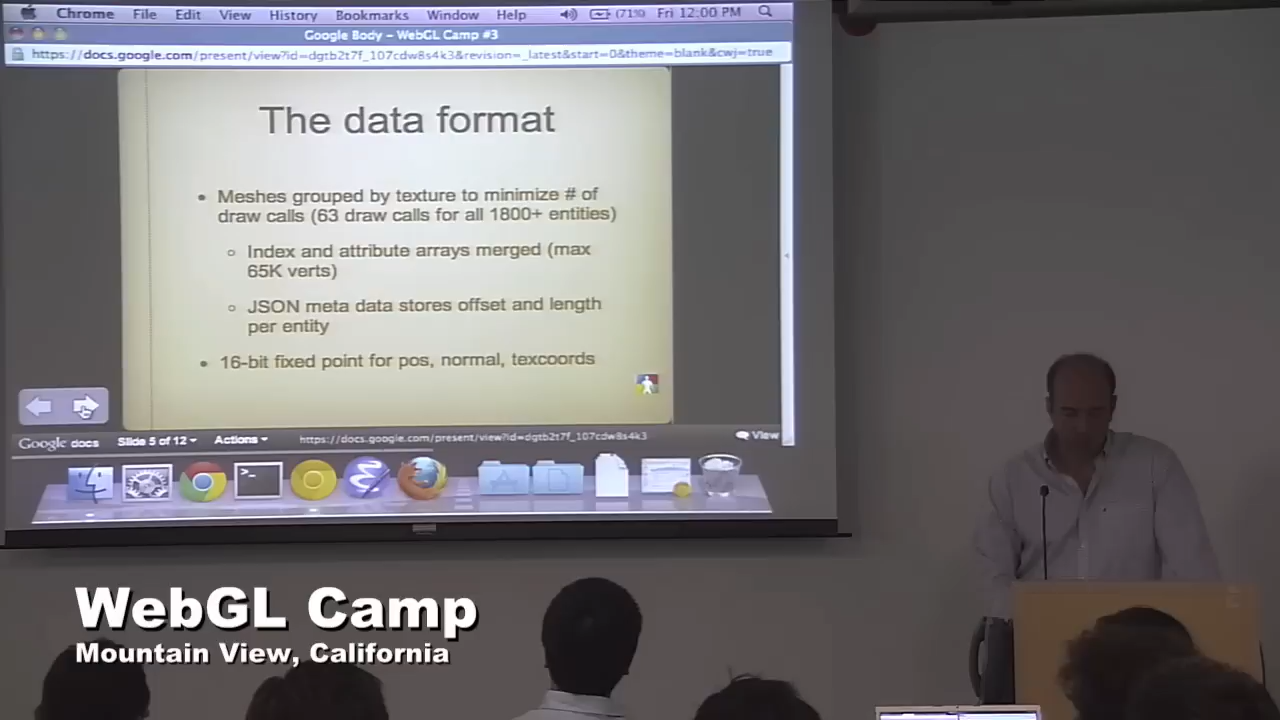 Chrome File Edit View History Bookmarks Window Help (71%) Fri 12:00 PM
Google Body – WebGL Camp #3
https://docs.google.com/present/view?id=dgtb2t7f_107cdw8s4k3&revision=_latest&start=0&theme=blank&cwj=true
The data format
• Meshes grouped by texture to minimize # of
draw calls (63 draw calls for all 1800+ entities)
○ Index and attribute arrays merged (max
65K verts)
○ JSON meta data stores offset and length
per entity
• 16-bit fixed point for pos, normal, texcoords
Google docs Slide 5 of 12 Actions https://docs.google.com/present/view?id=dgtb2t7f_107cdw8s4k3 View
>_
WebGL Camp
Mountain View, California